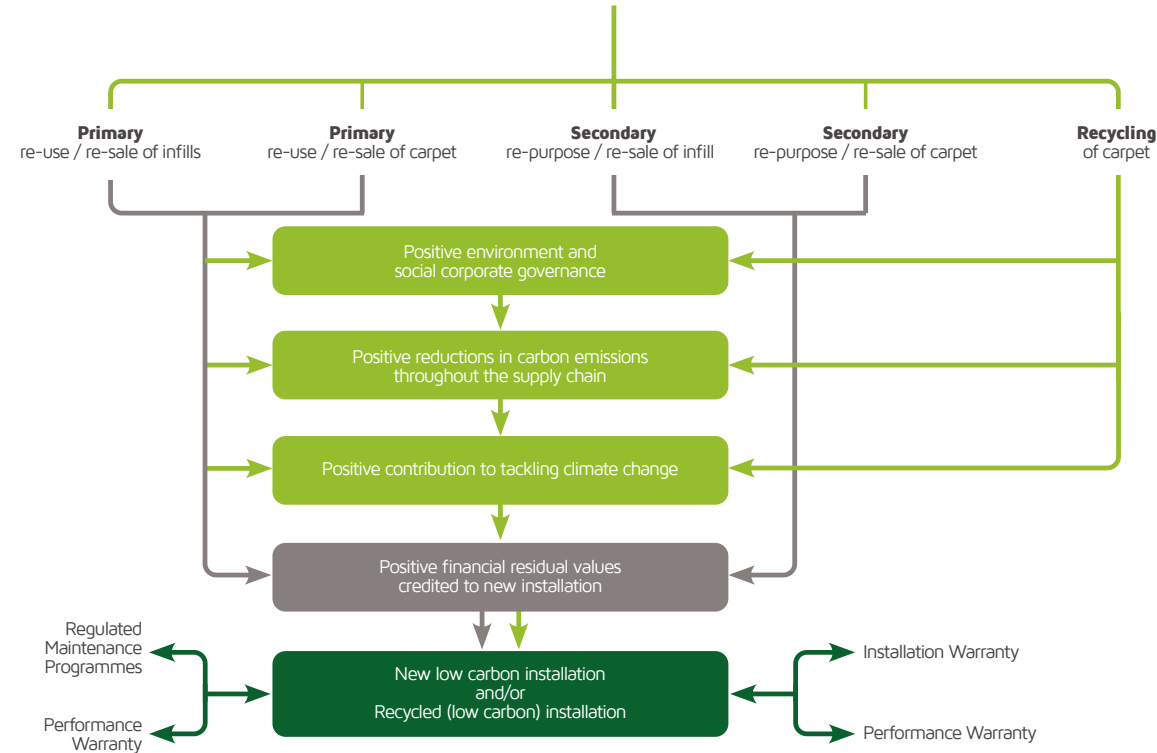 Primary
re-use / re-sale of infills
Primary
re-use / re-sale of carpet
Secondary
re-purpose / re-sale of infill
Secondary
re-purpose / re-sale of carpet
Recycling
of carpet
Positive environment and
social corporate governance
Positive reductions in carbon emissions
throughout the supply chain
Positive contribution to tackling climate change
Positive financial residual values
credited to new installation
Regulated
Maintenance
Programmes
Performance
Warranty
New low carbon installation
and/or
Recycled (low carbon) installation
Installation Warranty
Performance Warranty